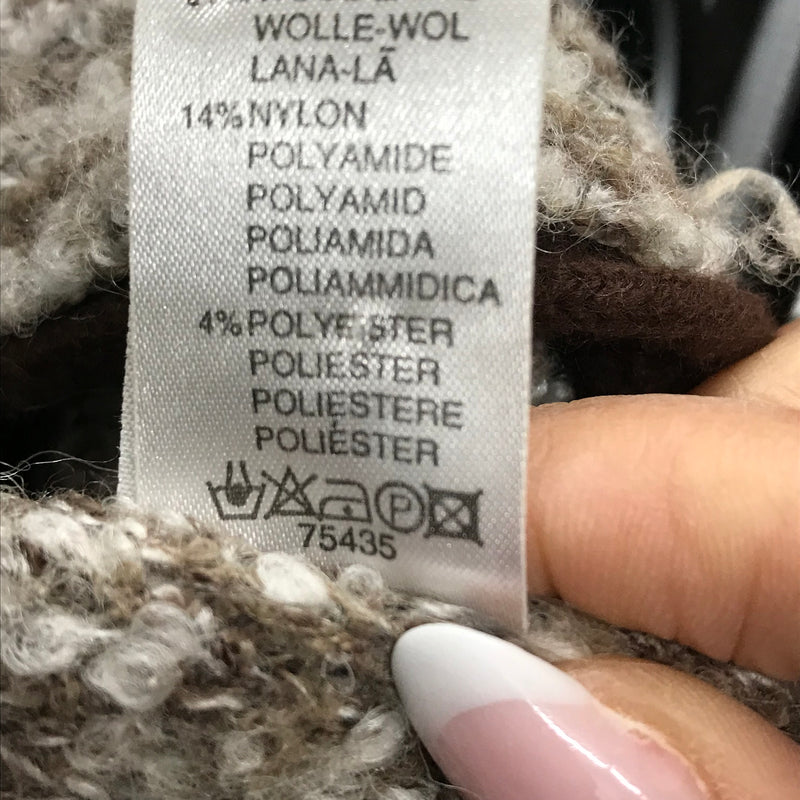 WOLLE-WOL
LANA-LÃ
14% NYLON
POLYAMIDE
POLYAMID
POLIAMIDA
POLIAMMIDICA
4% POLYESTER
POLIESTER
POLIESTERE
POLIÉSTER
P
75435